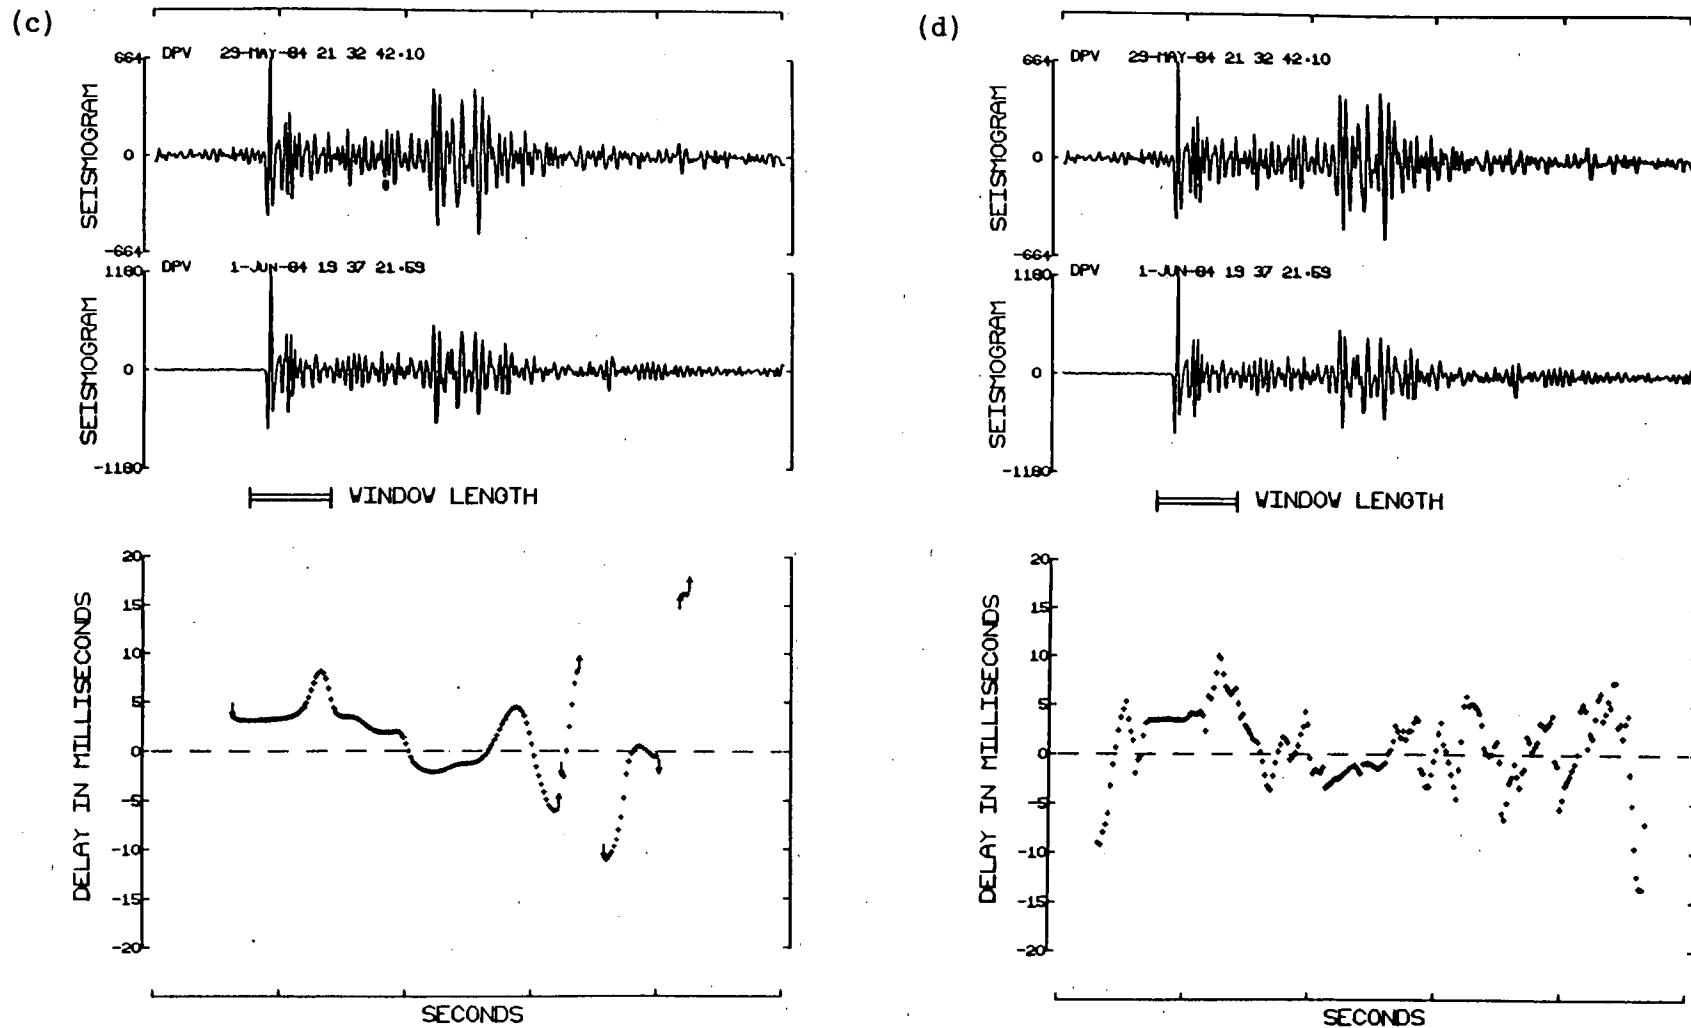 (c)
DPV 29-MAY-84 21 32 42.10
664
0
-664
SEISMOGRAM
DPV 1-JUN-84 19 37 21.59
1180
0
-1180
SEISMOGRAM
WINDOW LENGTH
20
15
10
5
0
-5
-10
-15
-20
DELAY IN MILLISECONDS
SECONDS
(d)
DPV 29-MAY-84 21 32 42.10
664
0
-664
SEISMOGRAM
DPV 1-JUN-84 19 37 21.59
1180
0
-1180
SEISMOGRAM
WINDOW LENGTH
20
15
10
5
0
-5
-10
-15
-20
DELAY IN MILLISECONDS
SECONDS